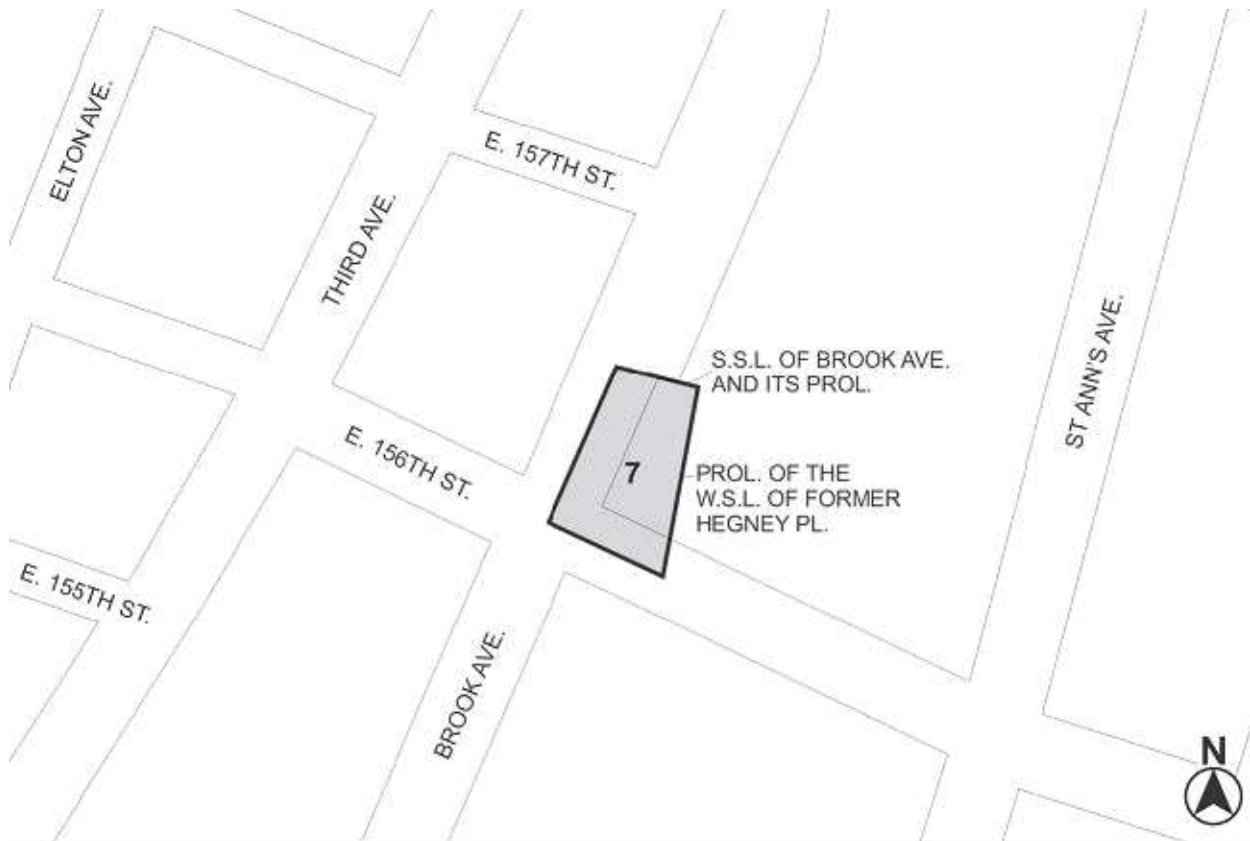 ELTON AVE.
E. 157TH ST.
THIRD AVE.
S.S.L. OF BROOK AVE.
AND ITS PROL.
ST ANN'S AVE.
E. 156TH ST.
7
PROL. OF THE
W.S.L. OF FORMER
HEGNEY PL.
E. 155TH ST.
BROOK AVE.
N